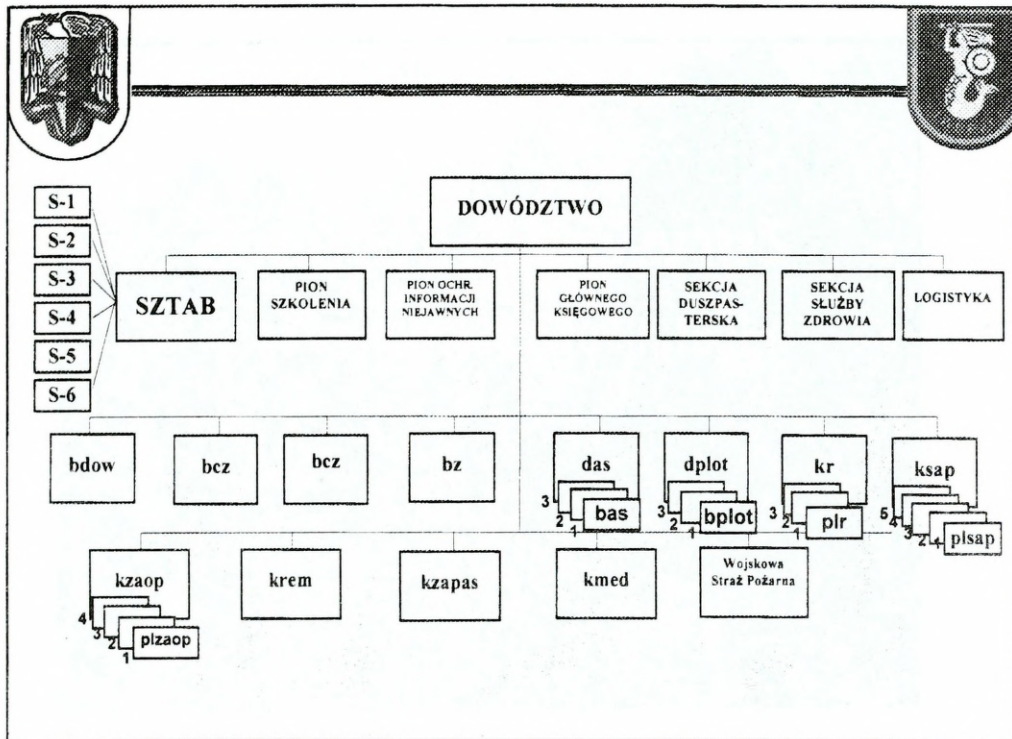 DOWÓDZTWO
S-1
S-2
S-3
S-4
S-5
S-6
SZTAB
PION
SZKOLENIA
PION OCHR.
INFORMACJI
NIEJAWNYCH
PION
GŁÓWNEGO
KSIĘGOWEGO
SEKCJA
DUSZPAS-
TERSKA
SEKCJA
SŁUŻBY
ZDROWIA
LOGISTYKA
bdow
bcz
bcz
bz
das
3
2
1
bas
dplot
3
2
1
bplot
kr
3
2
1
plr
ksap
5
4
3
2
1
plsap
kzaop
4
3
2
1
plzaop
krem
kzapas
kmed
Wojskowa
Straż Pożarna